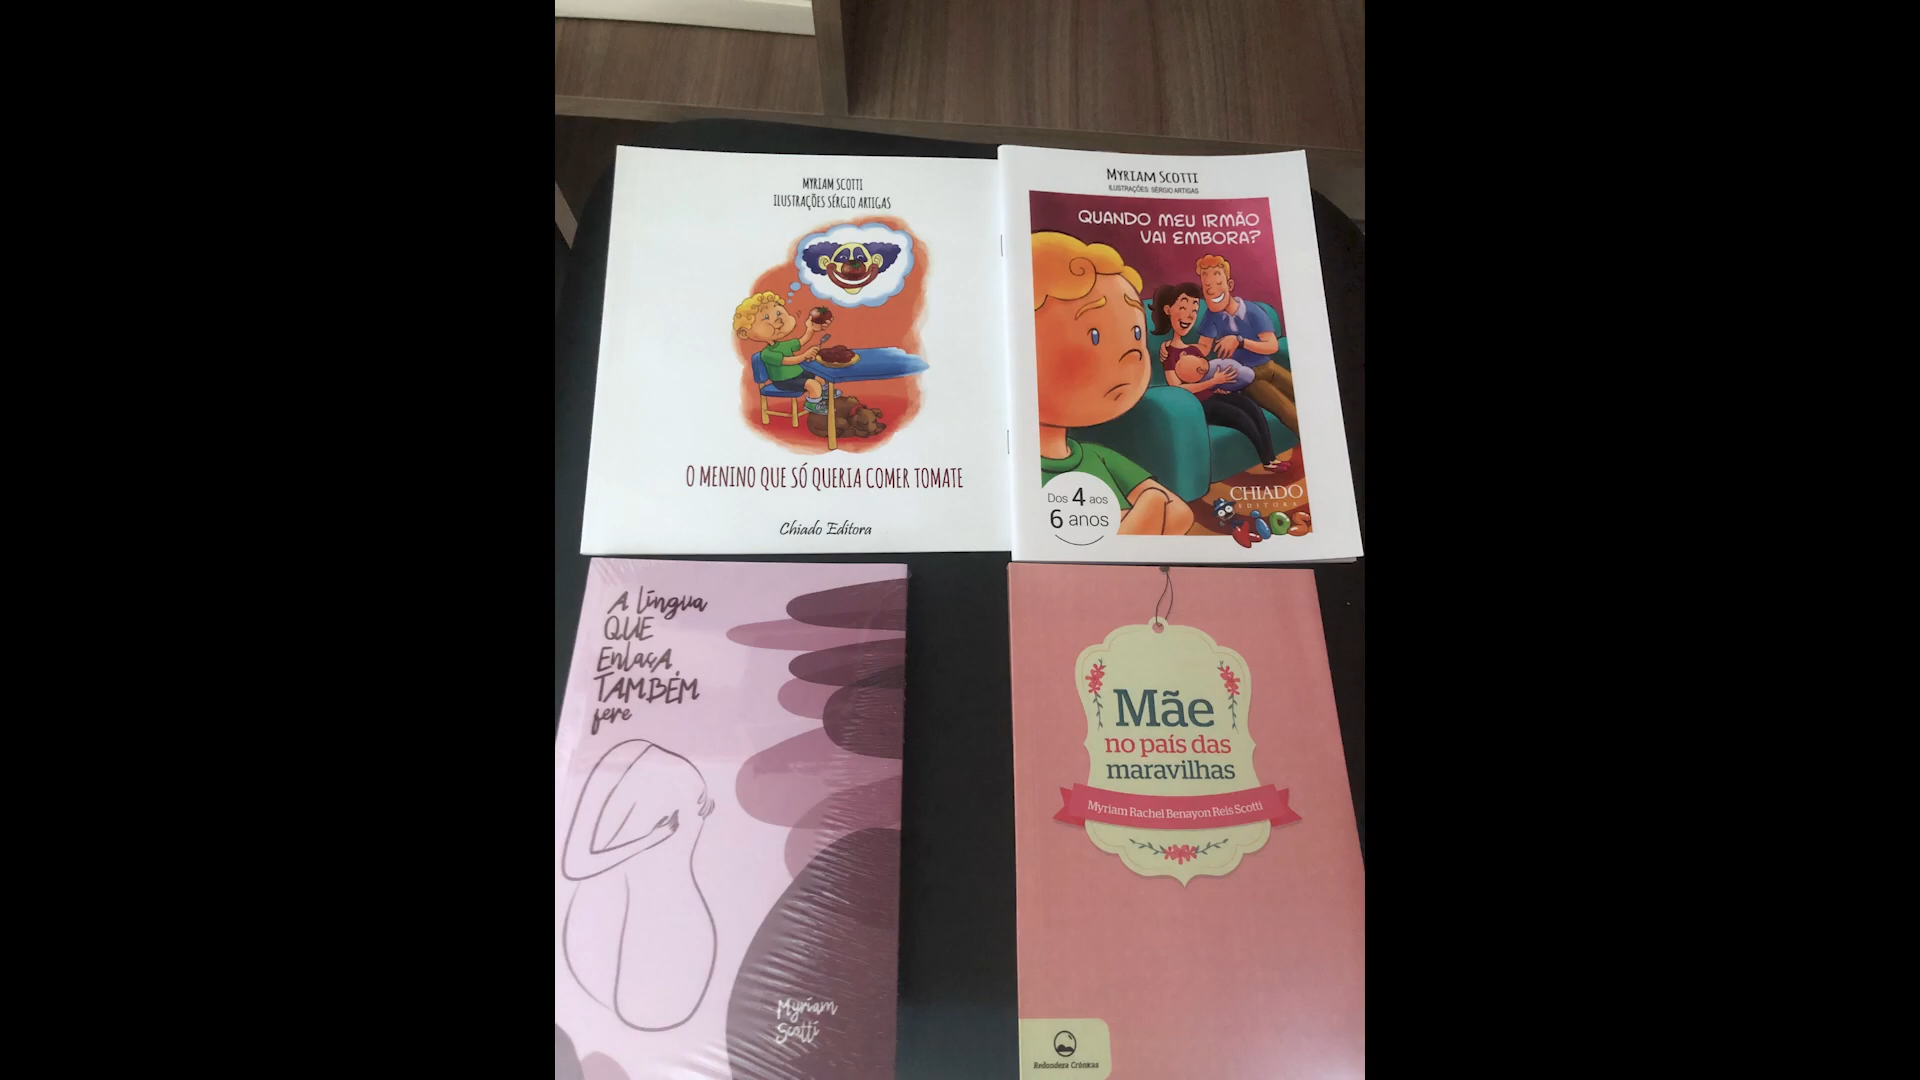 MYRIAM SCOTTI
ILUSTRAÇÕES SÉRGIO ARTIGAS
O MENINO QUE SÓ QUERIA COMER TOMATE
Chiado Editora
MYRIAM SCOTTI
ILUSTRAÇÕES: SÉRGIO ARTIGAS
QUANDO MEU IRMÃO
VAI EMBORA?
Dos 4 aos
6 anos
CHIADO
EDITORA
KIDS
A língua
QUE
EnlaçA
TAMBÉM
fere
Myriam
Scotti
Mãe
no país das
maravilhas
Myriam Rachel Benayon Reis Scotti
Redondeza Crônicas